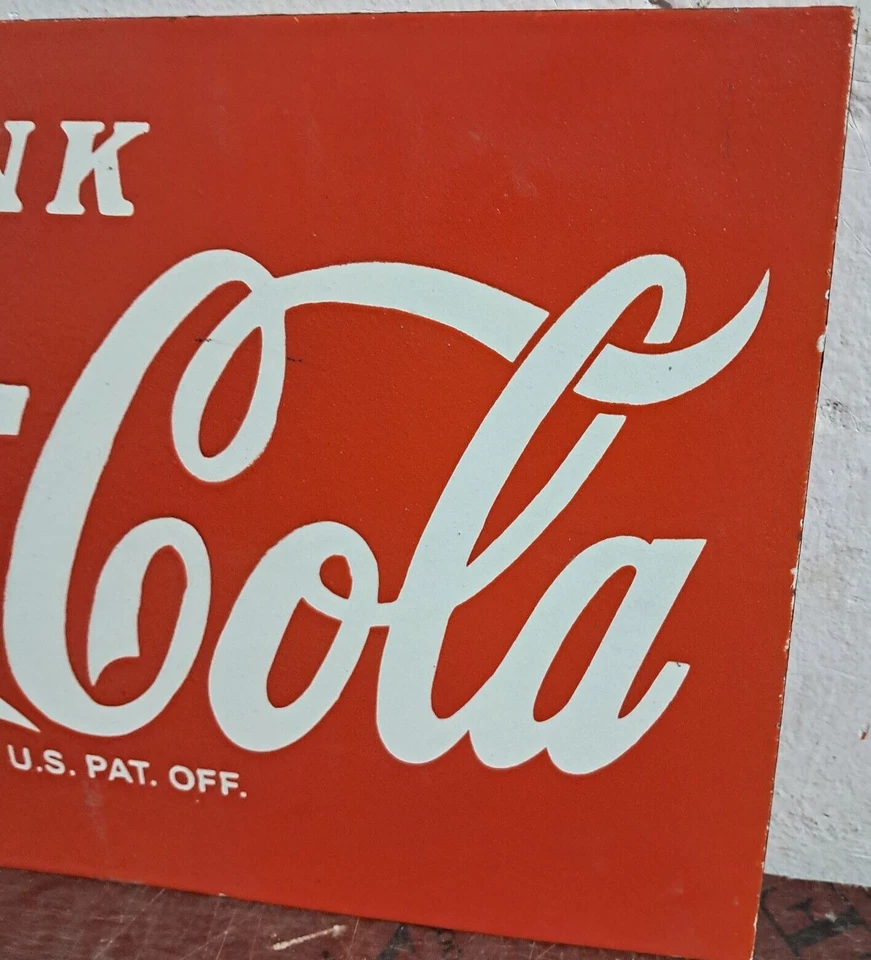 NK
-Cola
U.S. PAT. OFF.